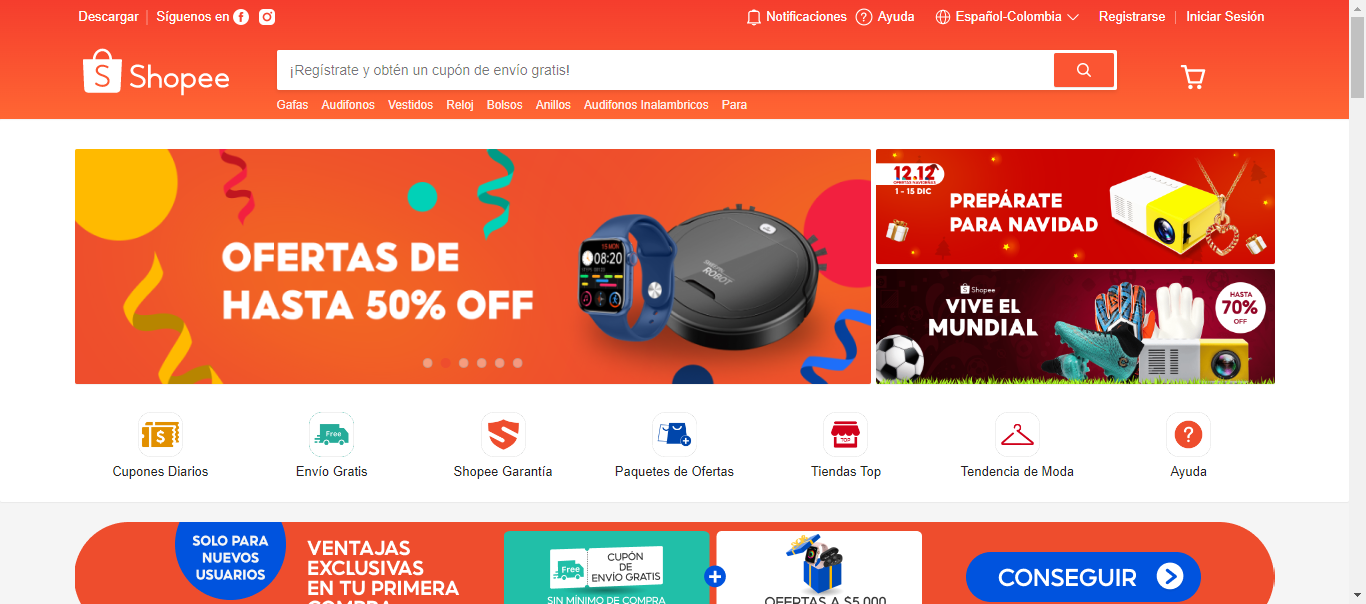 Descargar
Síguenos en
Notificaciones
Ayuda
Español-Colombia
Registrarse
Iniciar Sesión
Shopee
¡Regístrate y obtén un cupón de envío gratis!
Gafas Audifonos Vestidos Reloj Bolsos Anillos Audifonos Inalambricos Para
OFERTAS DE
HASTA 50% OFF
08:20
ROBOT
12.12
OFERTAS NAVIDEÑAS
1 - 15 DIC
PREPÁRATE
PARA NAVIDAD
Shopee
VIVE EL
MUNDIAL
HASTA
70%
OFF
Free
TOP
Cupones Diarios
Envío Gratis
Shopee Garantía
Paquetes de Ofertas
Tiendas Top
Tendencia de Moda
Ayuda
SOLO PARA
NUEVOS
USUARIOS
VENTAJAS
EXCLUSIVAS
EN TU PRIMERA
COMPRA
Free
CUPÓN
DE
ENVÍO GRATIS
SIN MÍNIMO DE COMPRA
OFERTAS A $5.000
CONSEGUIR